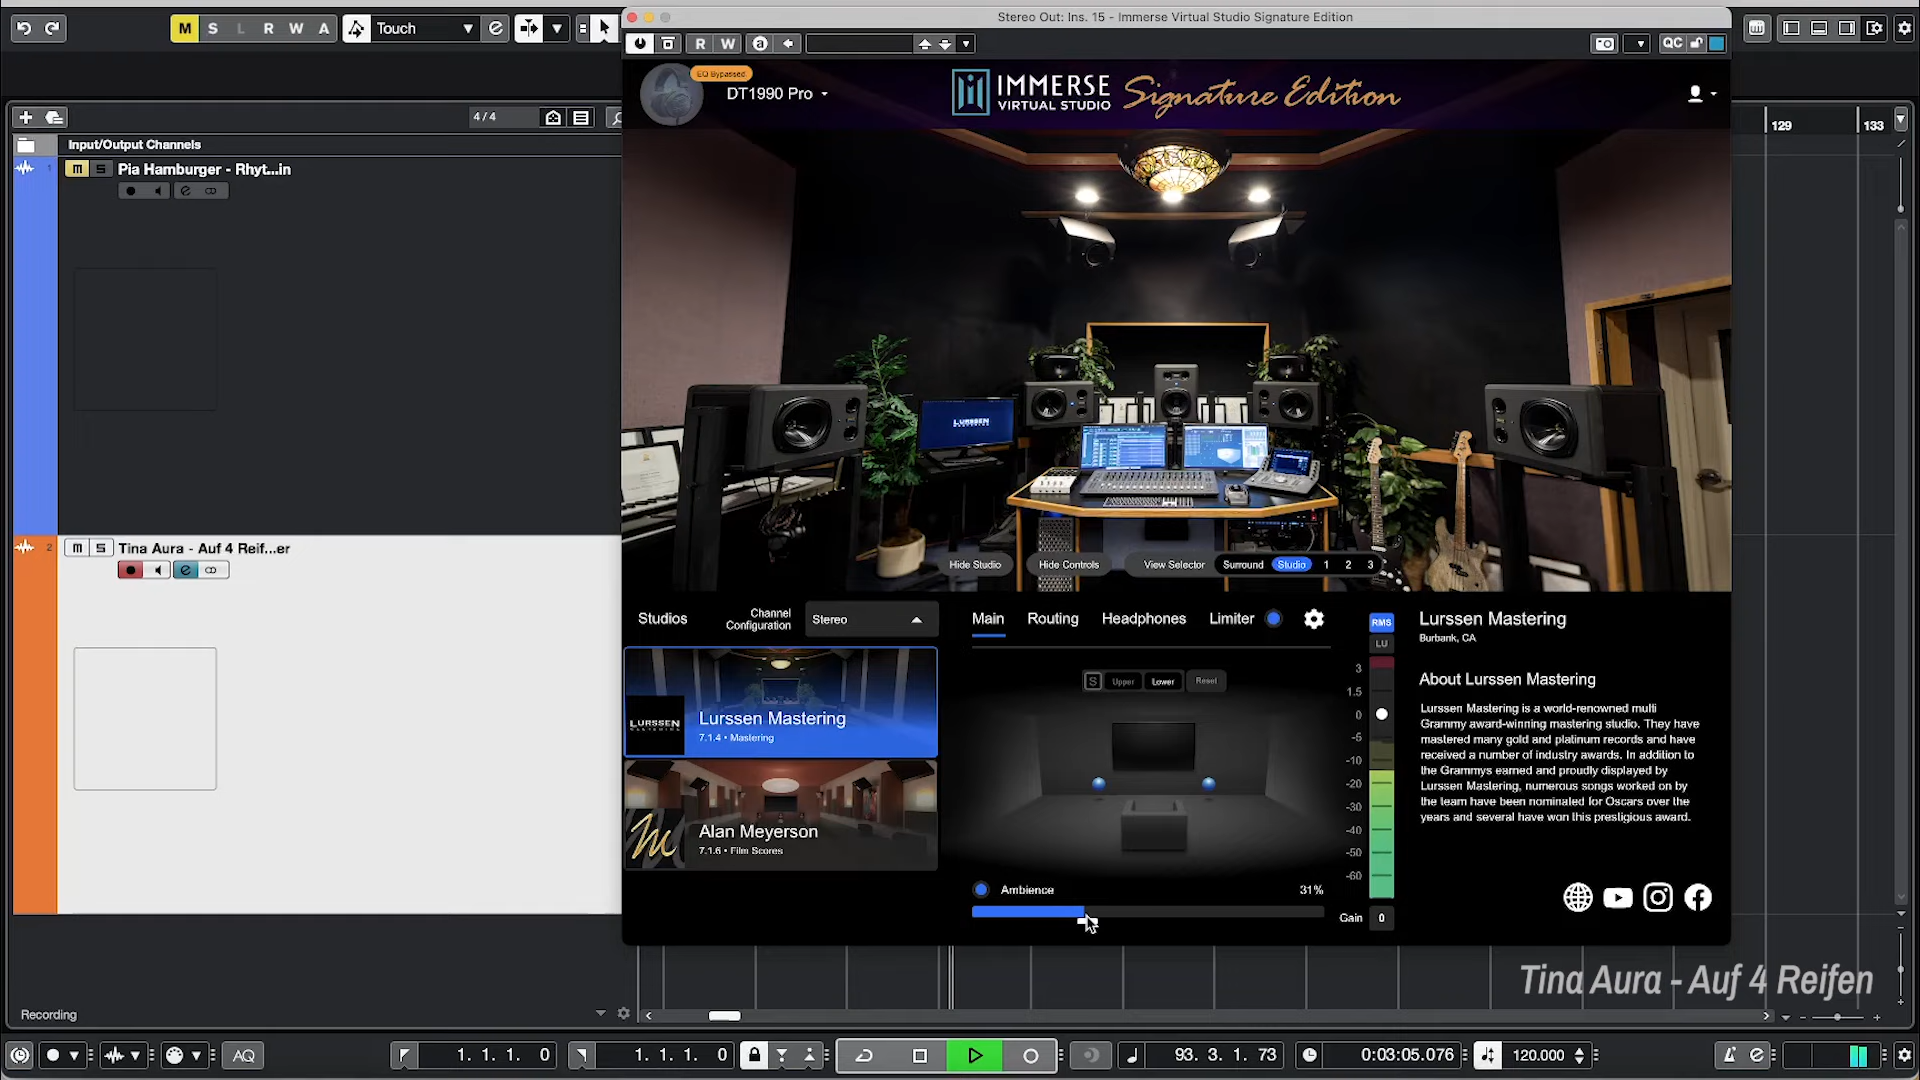 Stereo Out: Ins. 15 - Immerse Virtual Studio Signature Edition
M S L R W A Touch
R W
QC
EQ Bypassed
DT1990 Pro
IMMERSE
VIRTUAL STUDIO
Signature Edition
4/4
129
133
Input/Output Channels
1
m S
Pia Hamburger - Rhyt...in
LURSSEN
2
m S
Tina Aura - Auf 4 Reif...er
Hide Studio
Hide Controls
View Selector
Surround
Studio
1 2 3
Studios
Channel
Configuration
Stereo
Main
Routing
Headphones
Limiter
RMS
LU
Lurssen Mastering
Burbank, CA
S
Upper
Lower
Reset
LURSSEN
Lurssen Mastering
7.1.4 • Mastering
Alan Meyerson
7.1.6 • Film Scores
3
1.5
0
-5
-10
-20
-30
-40
-50
-60
About Lurssen Mastering
Lurssen Mastering is a world-renowned multi
Grammy award-winning mastering studio. They have
mastered many gold and platinum records and have
received a number of industry awards. In addition to
the Grammys earned and proudly displayed by
Lurssen Mastering, numerous songs worked on by
the team have been nominated for Oscars over the
years and several have won this prestigious award.
Ambience
31%
Gain
0
Tina Aura - Auf 4 Reifen
Recording
AQ
1. 1. 1. 0
1. 1. 1. 0
93. 3. 1. 73
0:03:05.076
120.000